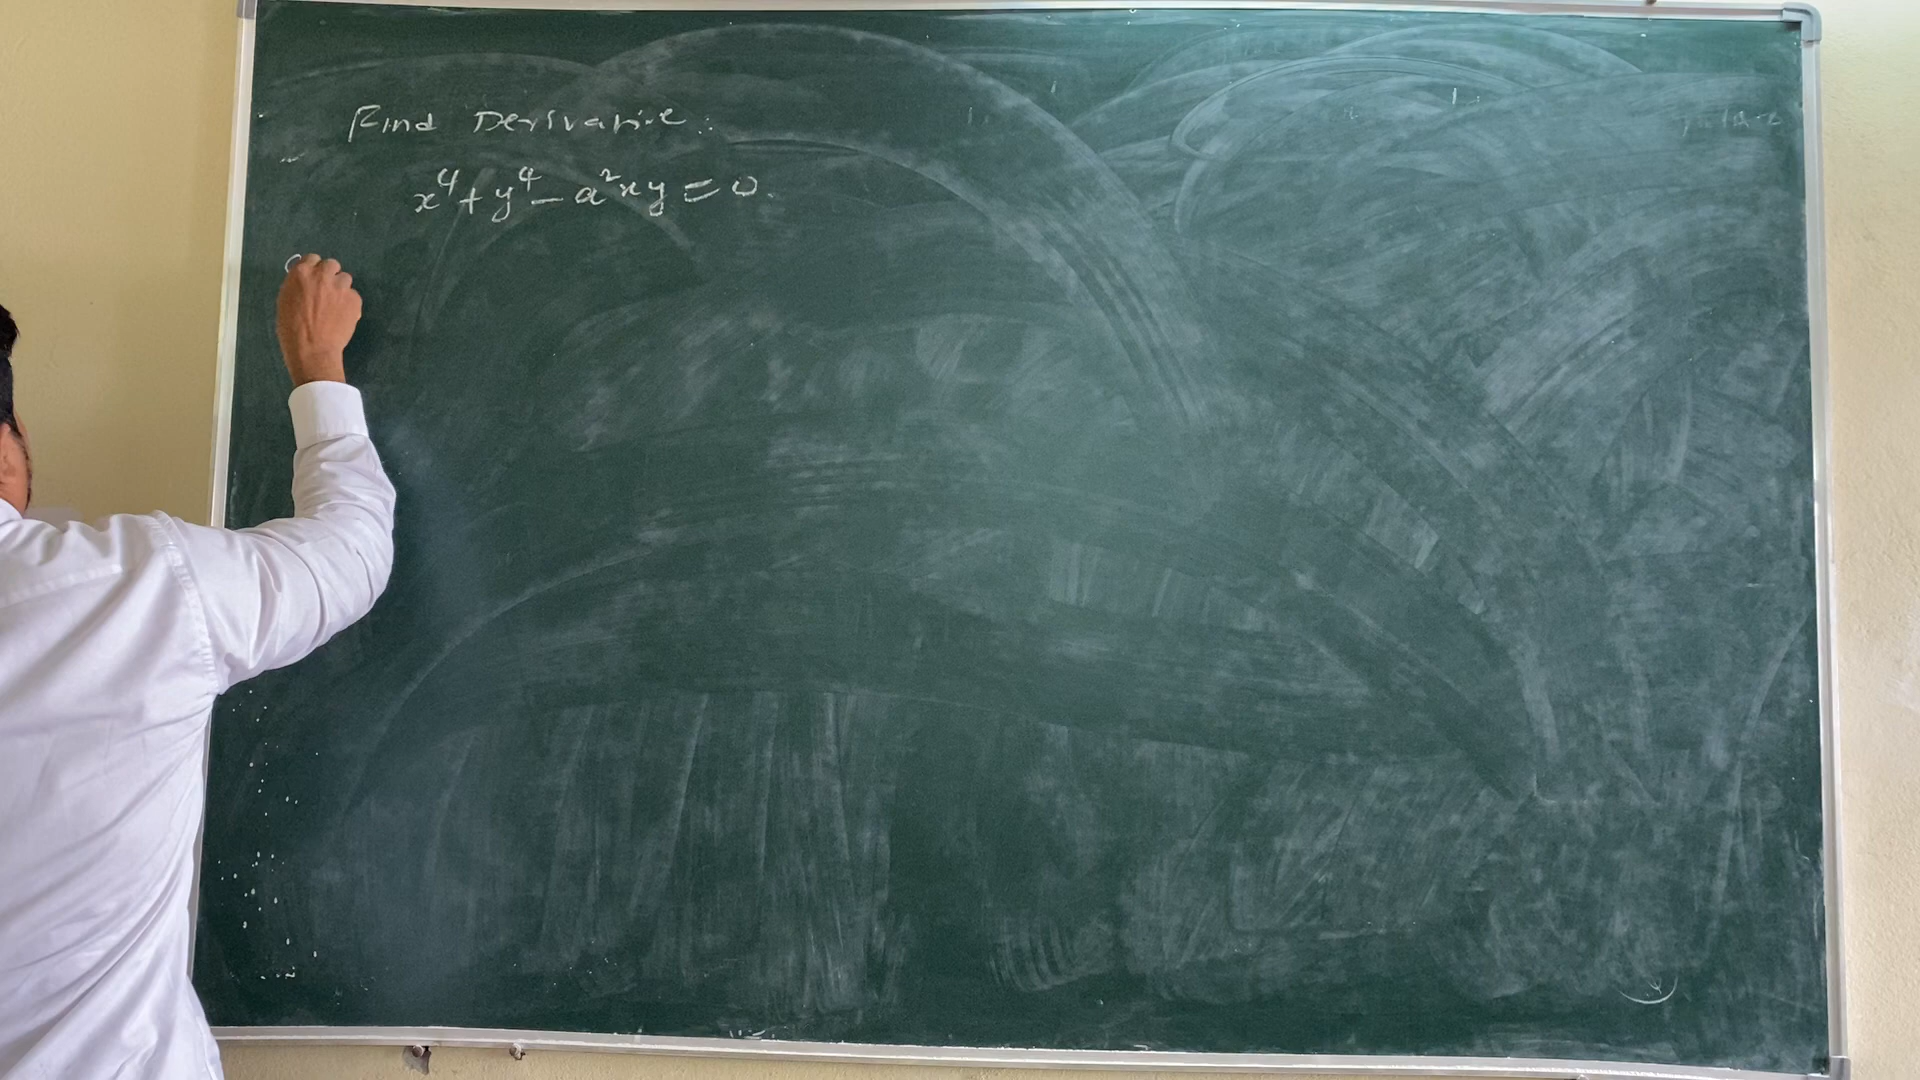 Find Derivative:
x⁴ + y⁴ - a²xy = 0.